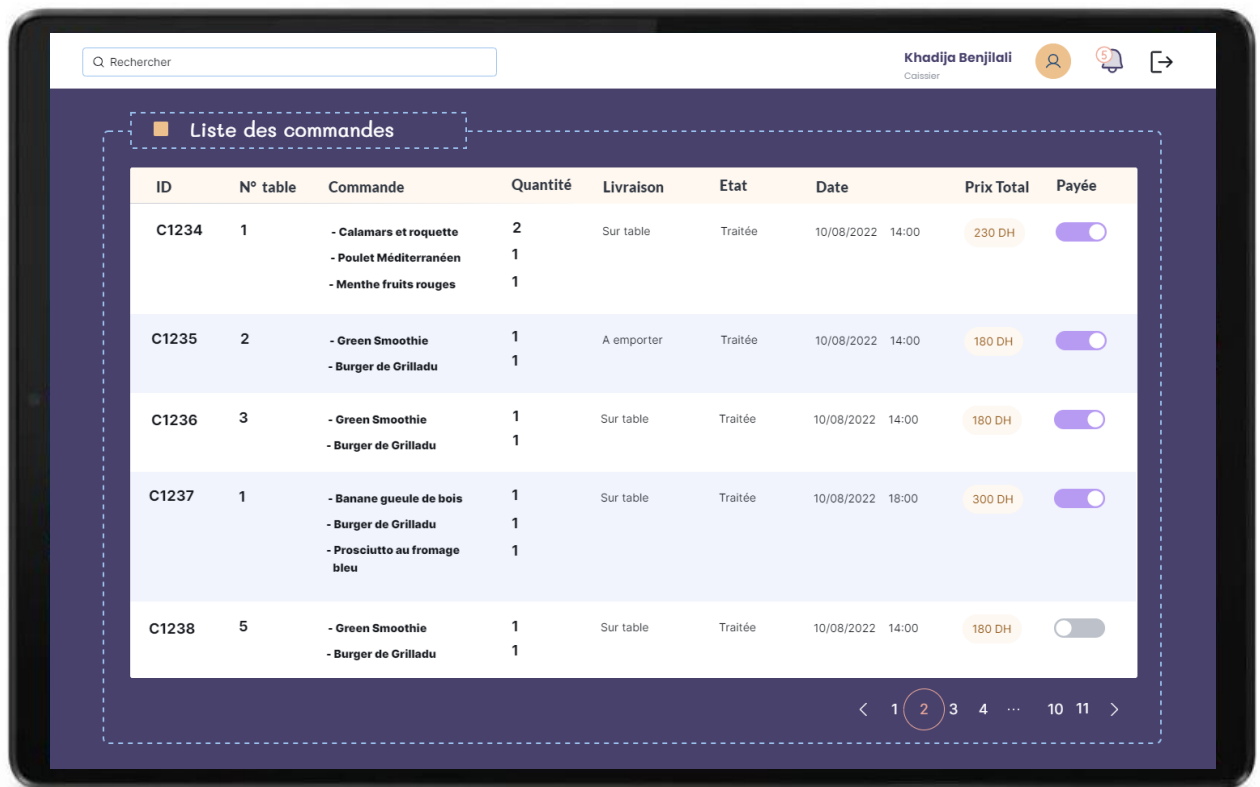 Rechercher
Khadija Benjilali
Caissier
5
Liste des commandes
ID N° table Commande Quantité Livraison Etat Date Prix Total Payée
C1234 1 - Calamars et roquette 2 Sur table Traitée 10/08/2022 14:00 230 DH
- Poulet Méditerranéen 1
- Menthe fruits rouges 1
C1235 2 - Green Smoothie 1 A emporter Traitée 10/08/2022 14:00 180 DH
- Burger de Grilladu 1
C1236 3 - Green Smoothie 1 Sur table Traitée 10/08/2022 14:00 180 DH
- Burger de Grilladu 1
C1237 1 - Banane gueule de bois 1 Sur table Traitée 10/08/2022 18:00 300 DH
- Burger de Grilladu 1
- Prosciutto au fromage 1
bleu
C1238 5 - Green Smoothie 1 Sur table Traitée 10/08/2022 14:00 180 DH
- Burger de Grilladu 1
1 2 3 4 ... 10 11